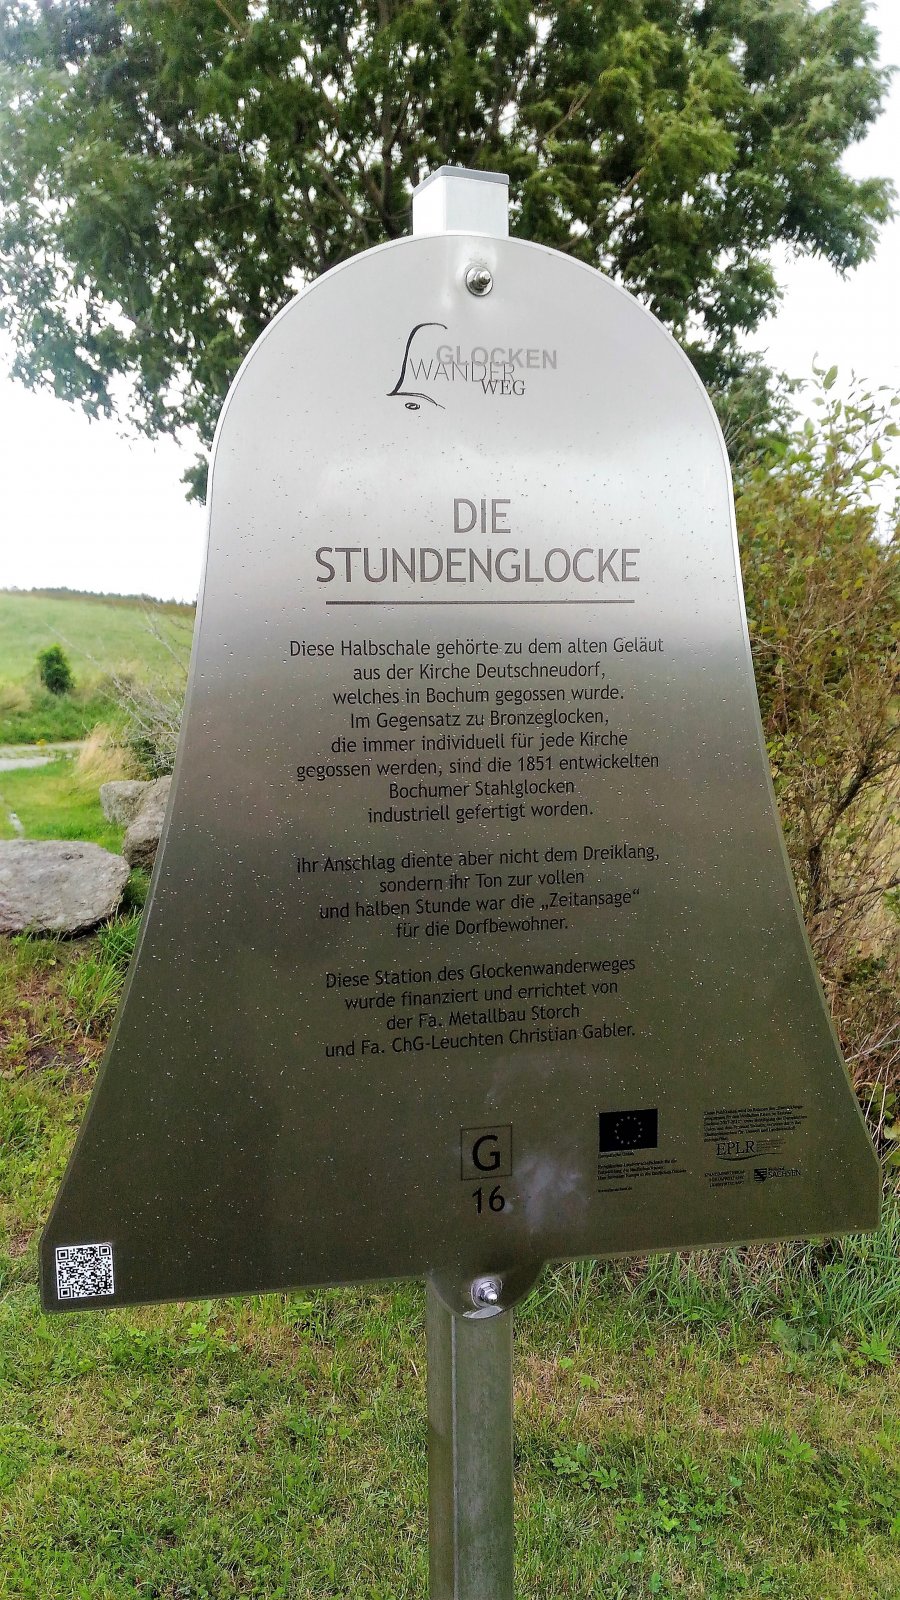 GLOCKEN
WANDER
WEG
DIE
STUNDENGLOCKE
Diese Halbschale gehörte zu dem alten Geläut
aus der Kirche Deutschneudorf,
welches in Bochum gegossen wurde.
Im Gegensatz zu Bronzeglocken,
die immer individuell für jede Kirche
gegossen werden, sind die 1851 entwickelten
Bochumer Stahlglocken
industriell gefertigt worden.
Ihr Anschlag diente aber nicht dem Dreiklang,
sondern ihr Ton zur vollen
und halben Stunde war die „Zeitansage“
für die Dorfbewohner.
Diese Station des Glockenwanderweges
wurde finanziert und errichtet von
der Fa. Metallbau Storch
und Fa. ChG-Leuchten Christian Gabler.
G
16
EPLR
SACHSEN